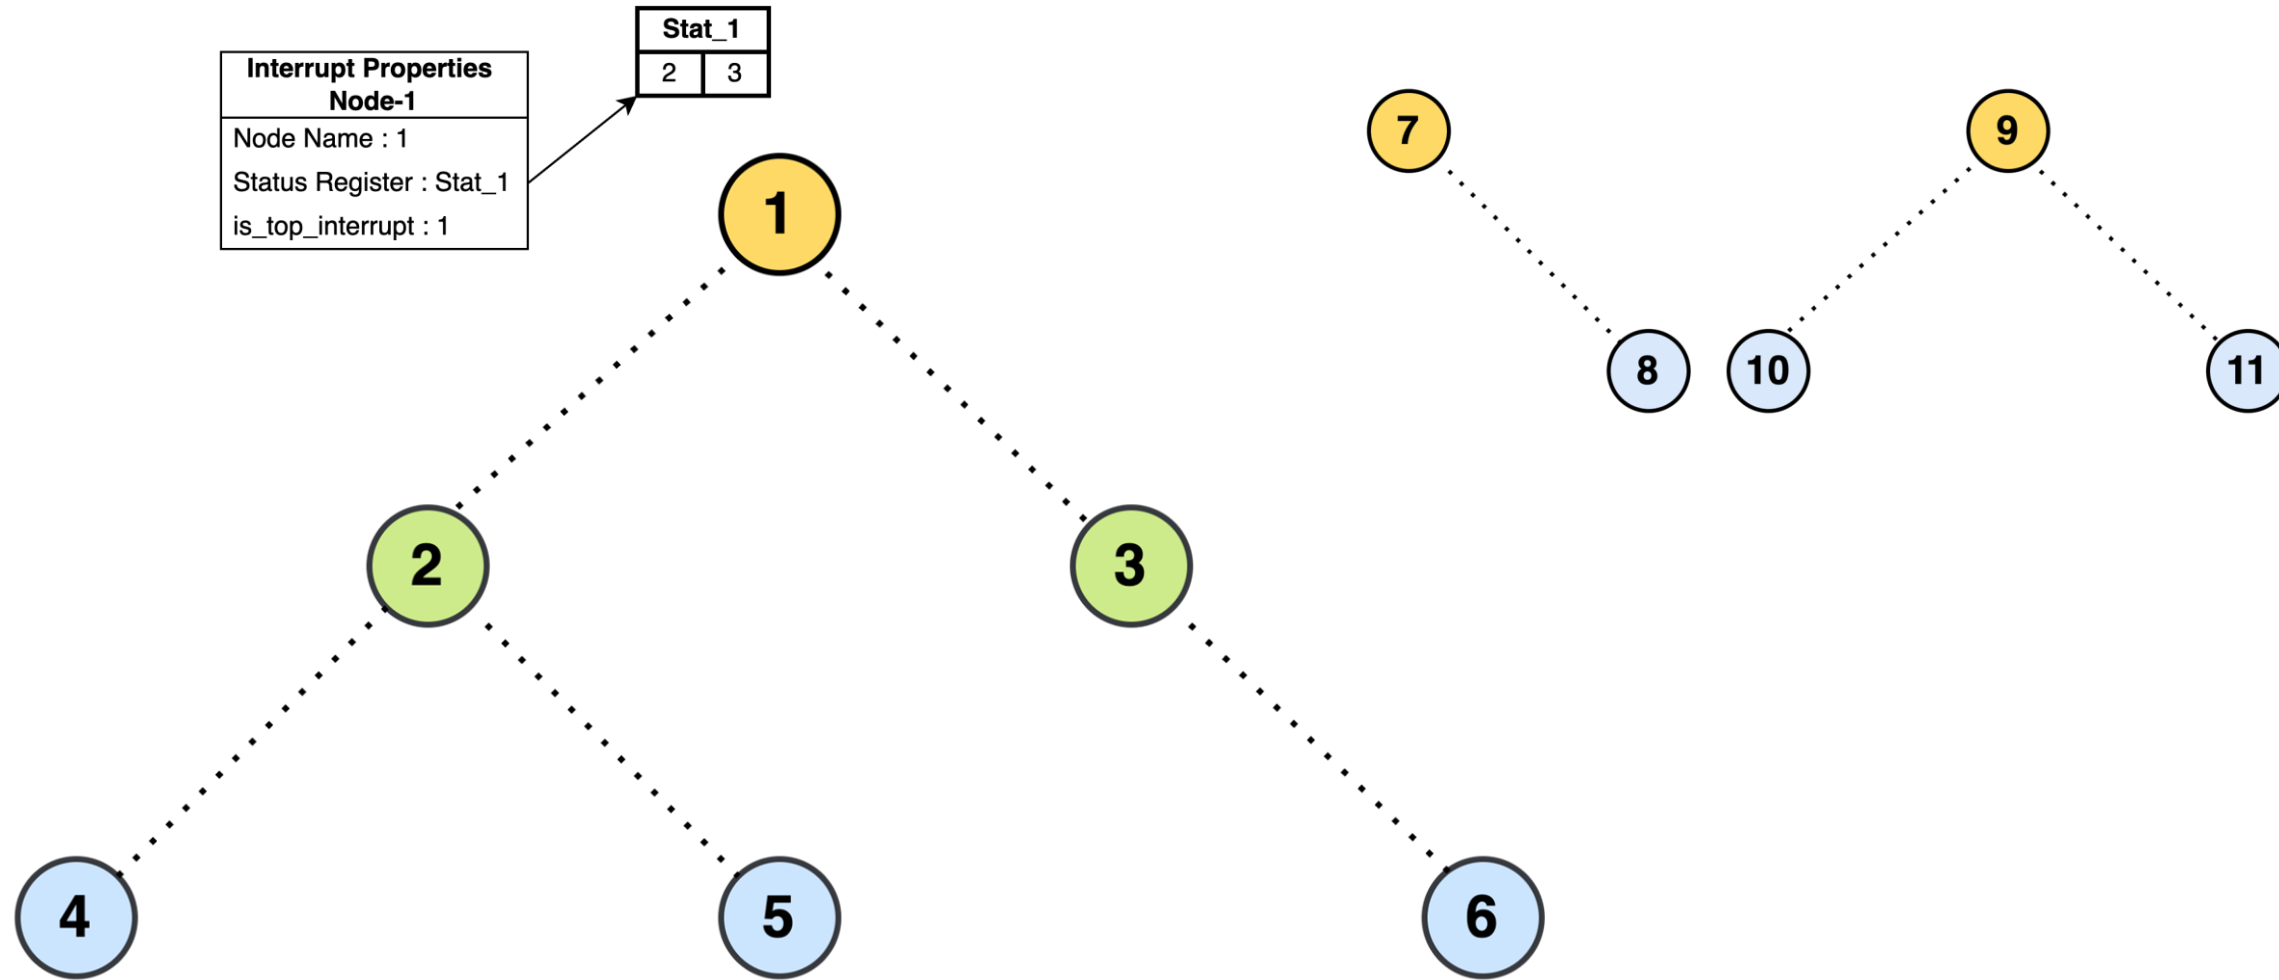 Stat_1
2 3
Interrupt Properties
Node-1
Node Name : 1
Status Register : Stat_1
is_top_interrupt : 1
1
7
9
8
10
11
2
3
4
5
6